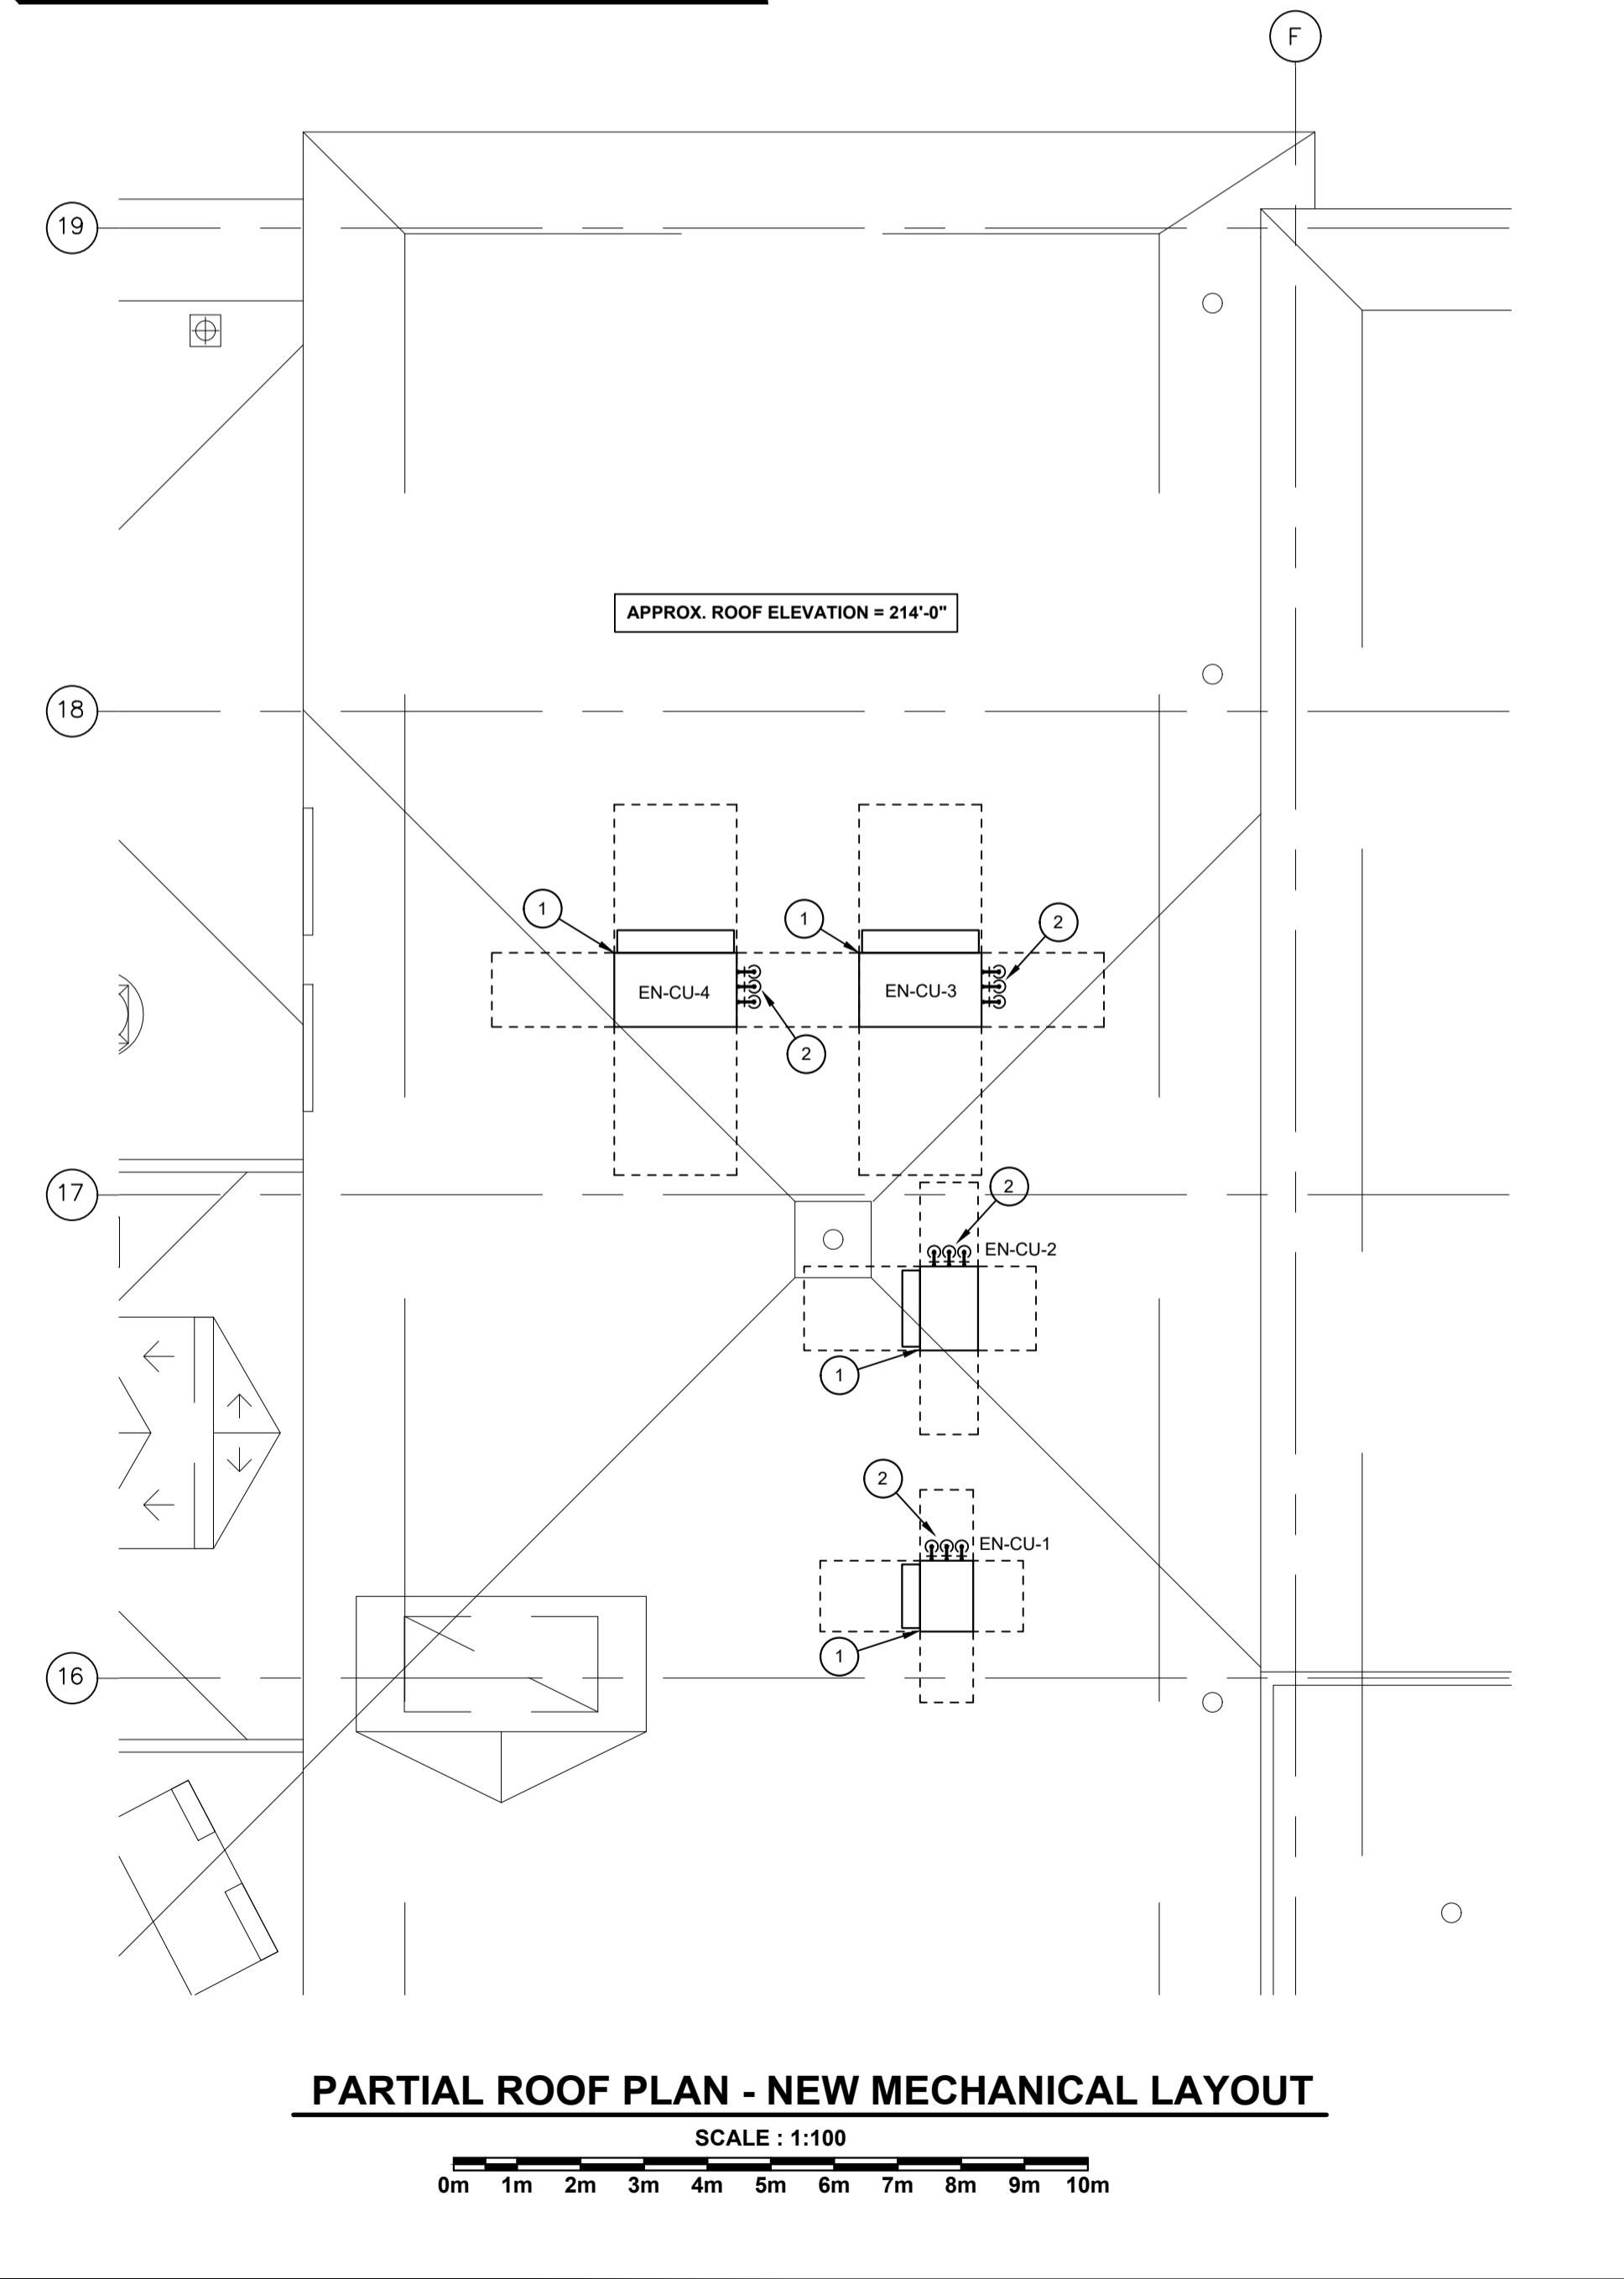 F
19
APPROX. ROOF ELEVATION = 214'-0"
18
1
1
2
EN-CU-4
EN-CU-3
2
17
2
EN-CU-2
1
2
EN-CU-1
1
16
PARTIAL ROOF PLAN - NEW MECHANICAL LAYOUT
SCALE : 1:100
0m 1m 2m 3m 4m 5m 6m 7m 8m 9m 10m